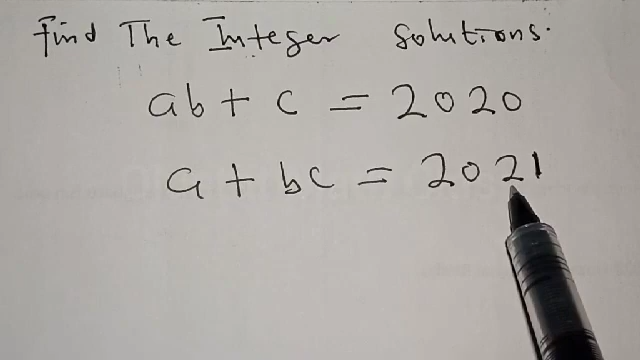 Find The Integer Solutions.
ab + c = 2020
a + bc = 2021